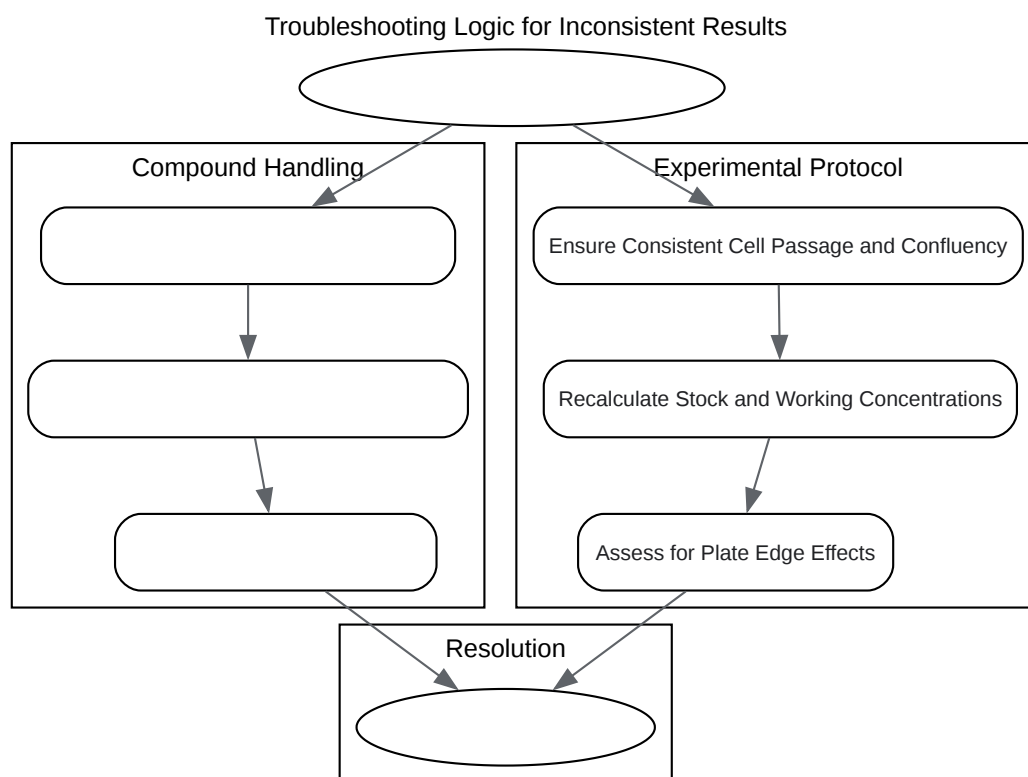 Troubleshooting Logic for Inconsistent Results
Compound Handling
Experimental Protocol
Ensure Consistent Cell Passage and Confluency
Recalculate Stock and Working Concentrations
Assess for Plate Edge Effects
Resolution